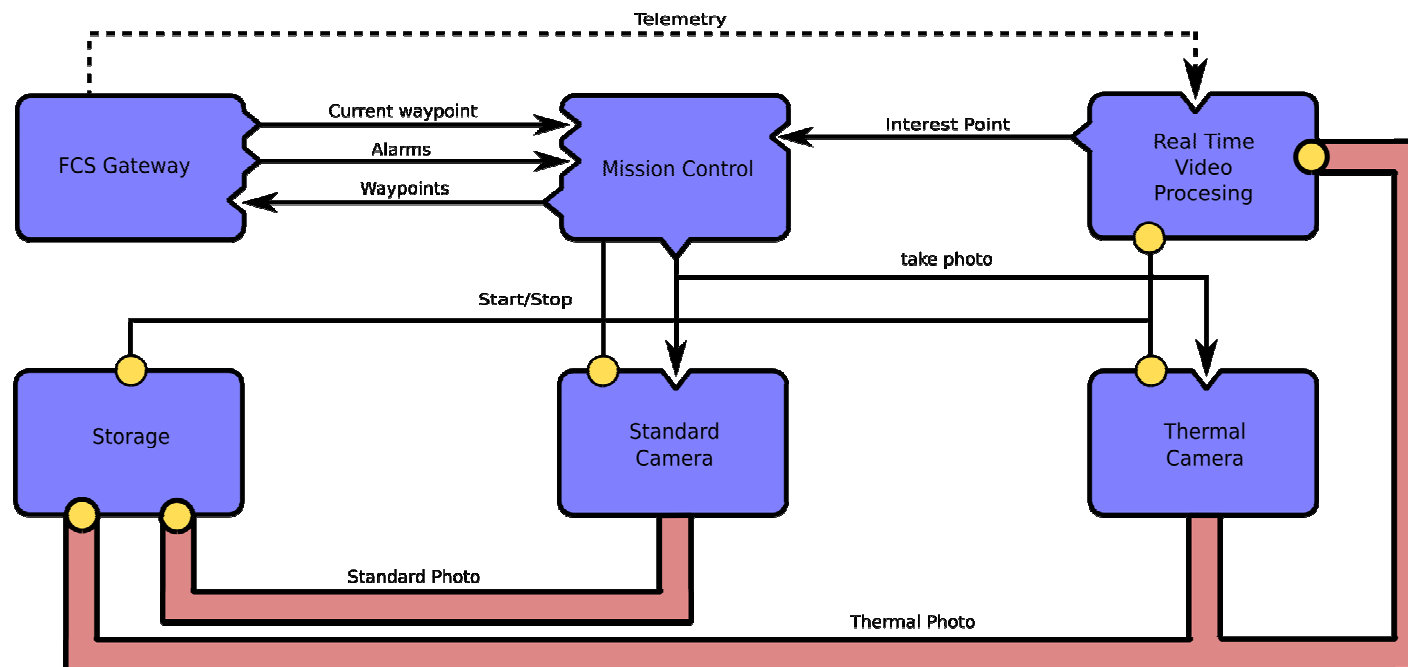 Telemetry
Current waypoint
Alarms
Waypoints
FCS Gateway
Mission Control
Interest Point
Real Time
Video
Procesing
take photo
Start/Stop
Storage
Standard
Camera
Thermal
Camera
Standard Photo
Thermal Photo